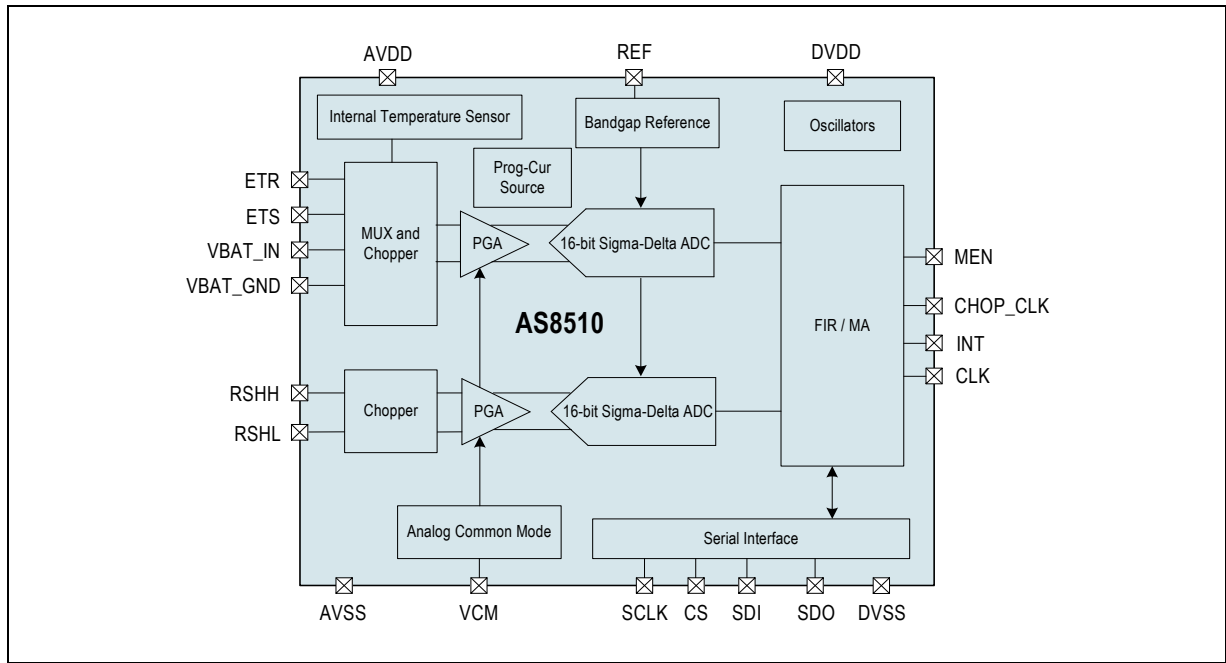 AVDD
REF
DVDD
Internal Temperature Sensor
Bandgap Reference
Oscillators
Prog-Cur
Source
ETR
ETS
VBAT_IN
VBAT_GND
MUX and
Chopper
PGA
16-bit Sigma-Delta ADC
MEN
CHOP_CLK
INT
CLK
FIR / MA
AS8510
RSHH
RSHL
Chopper
PGA
16-bit Sigma-Delta ADC
Analog Common Mode
Serial Interface
AVSS
VCM
SCLK
CS
SDI
SDO
DVSS